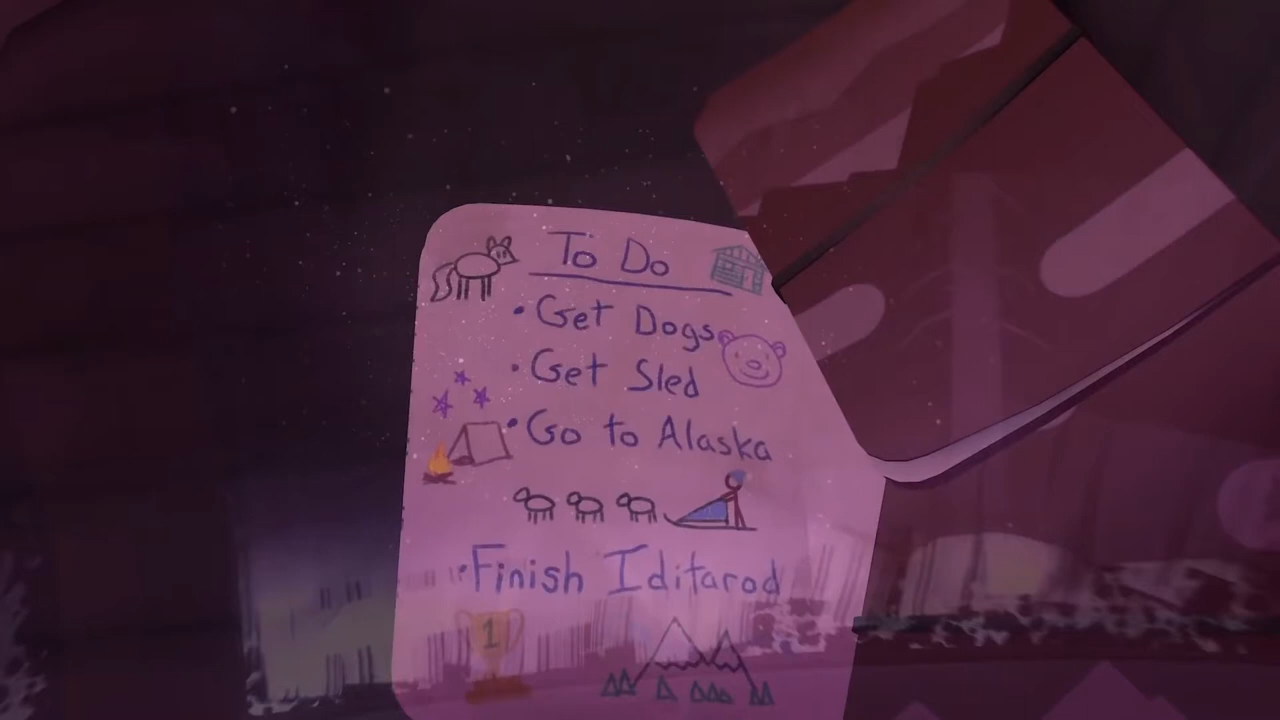 To Do
• Get Dogs
• Get Sled
• Go to Alaska
• Finish Iditarod
1